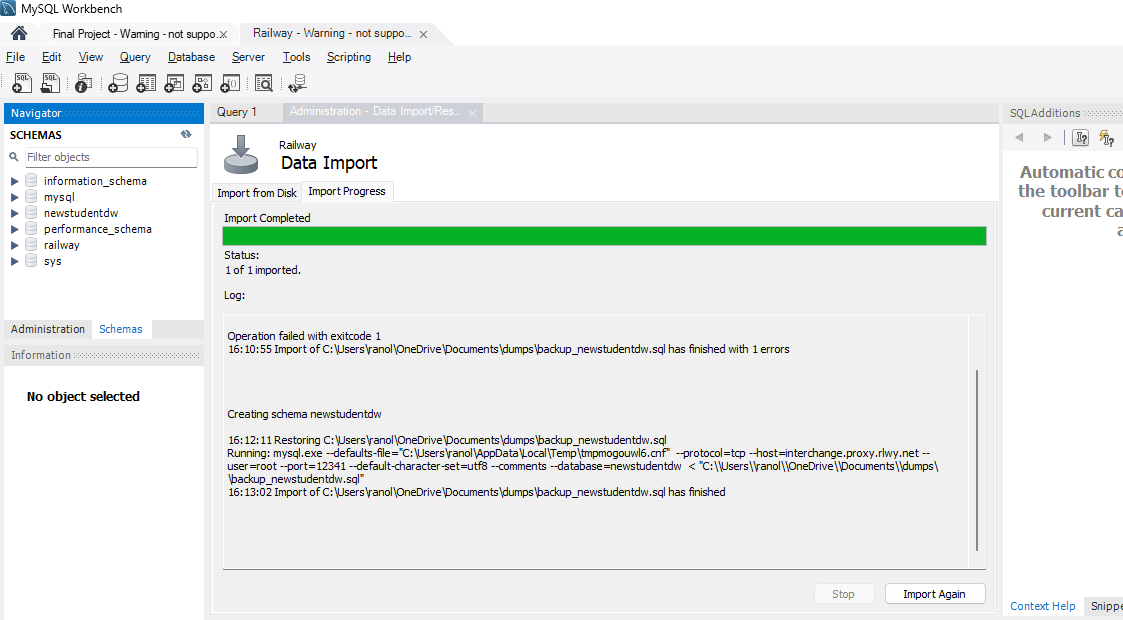 MySQL Workbench
Final Project - Warning - not suppo...
Railway - Warning - not suppo...
File Edit View Query Database Server Tools Scripting Help
Navigator
SCHEMAS
Filter objects
information_schema
mysql
newstudentdw
performance_schema
railway
sys
Administration Schemas
Information
No object selected
Query 1
Administration - Data Import/Res...
Railway
Data Import
Import from Disk
Import Progress
Import Completed
Status:
1 of 1 imported.
Log:
Operation failed with exitcode 1
16:10:55 Import of C:\Users\ranol\OneDrive\Documents\dumps\backup_newstudentdw.sql has finished with 1 errors
Creating schema newstudentdw
16:12:11 Restoring C:\Users\ranol\OneDrive\Documents\dumps\backup_newstudentdw.sql
Running: mysql.exe --defaults-file="C:\Users\ranol\AppData\Local\Temp\tmpmogouwl6.cnf" --protocol=tcp --host=interchange.proxy.rlwy.net --
user=root --port=12341 --default-character-set=utf8 --comments --database=newstudentdw < "C:\\Users\\ranol\\OneDrive\\Documents\\dumps\
\backup_newstudentdw.sql"
16:13:02 Import of C:\Users\ranol\OneDrive\Documents\dumps\backup_newstudentdw.sql has finished
Stop
Import Again
SQLAdditions
Automatic co
the toolbar t
current ca
a
Context Help
Snippe